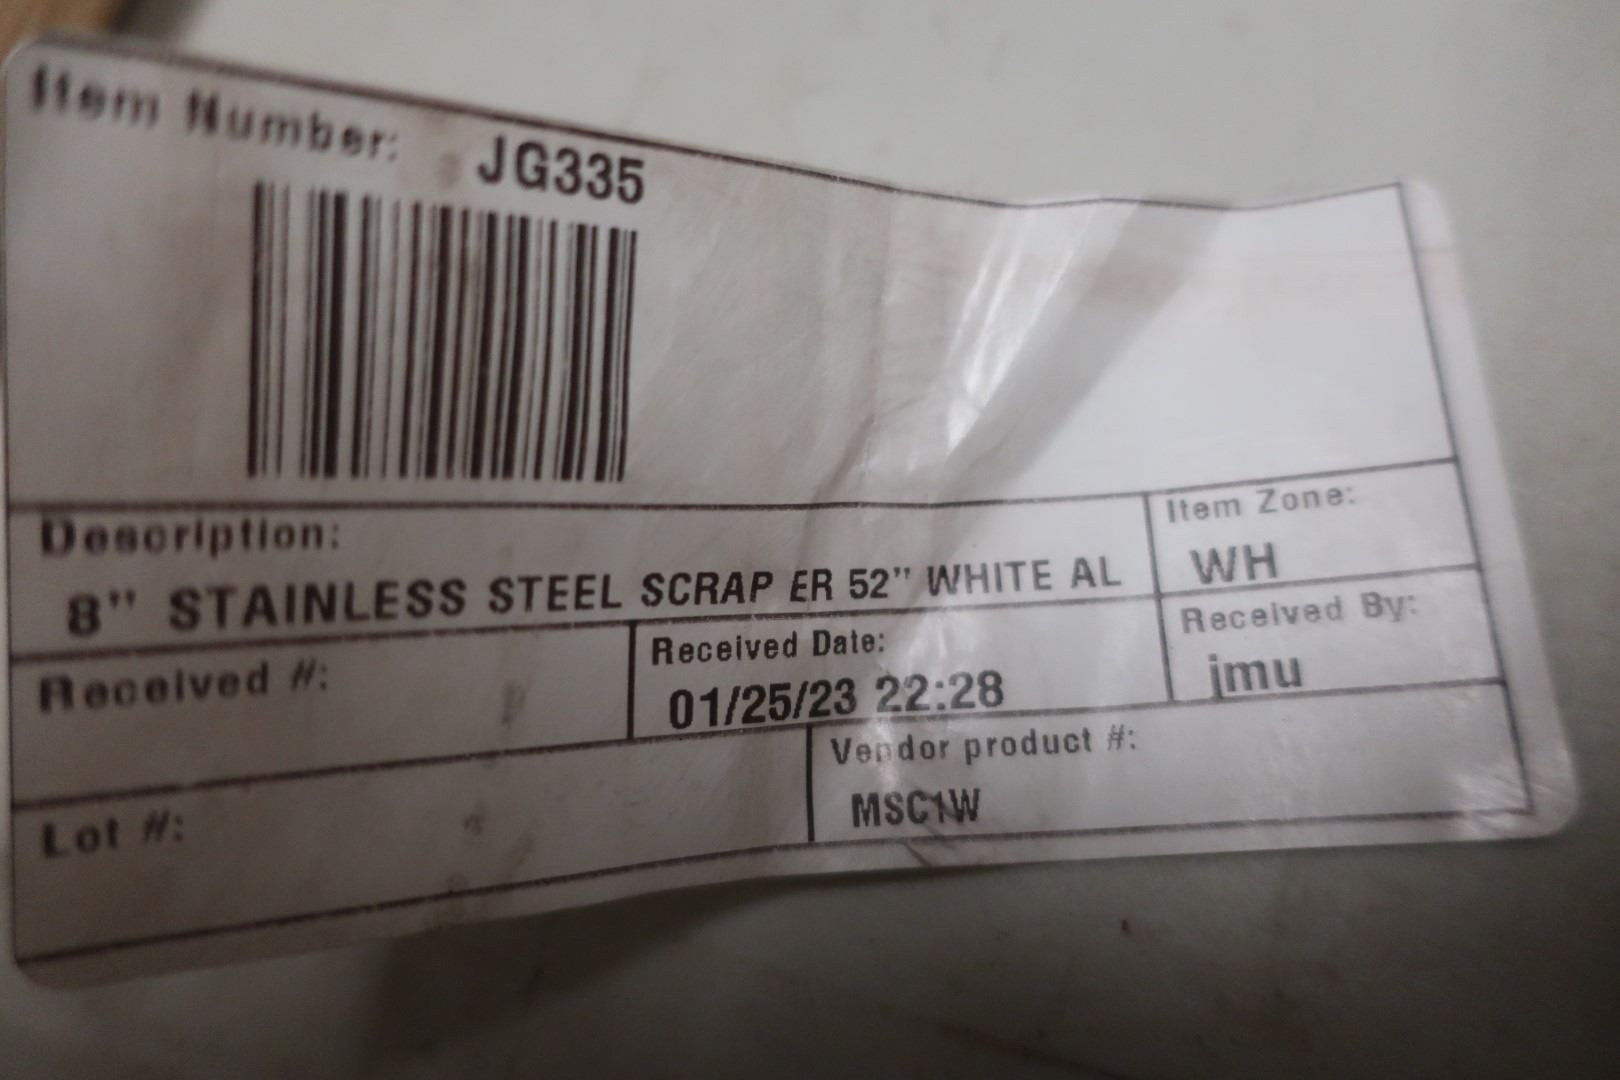 Item Number: JG335
Description:
8" STAINLESS STEEL SCRAP ER 52" WHITE AL
Item Zone:
WH
Received #:
Received Date:
01/25/23 22:28
Received By:
jmu
Lot #:
Vendor product #:
MSC1W